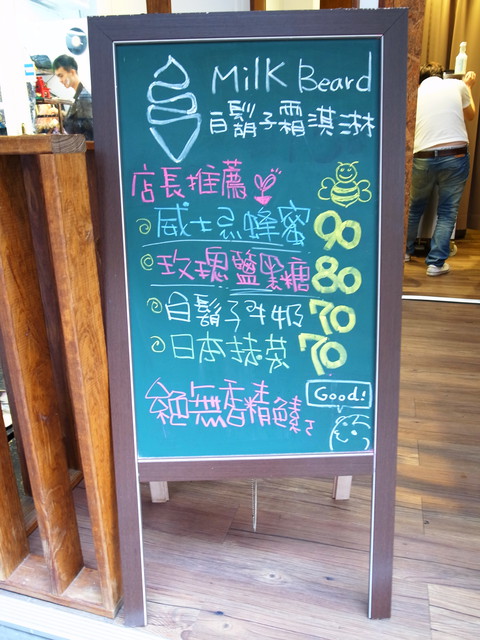 MilK Beard
白鬍子霜淇淋
店長推薦
威士忌蜂蜜 90
玫瑰鹽黑糖 80
白鬍子牛奶 70
日本抹茶 70
絕無香精
Good!